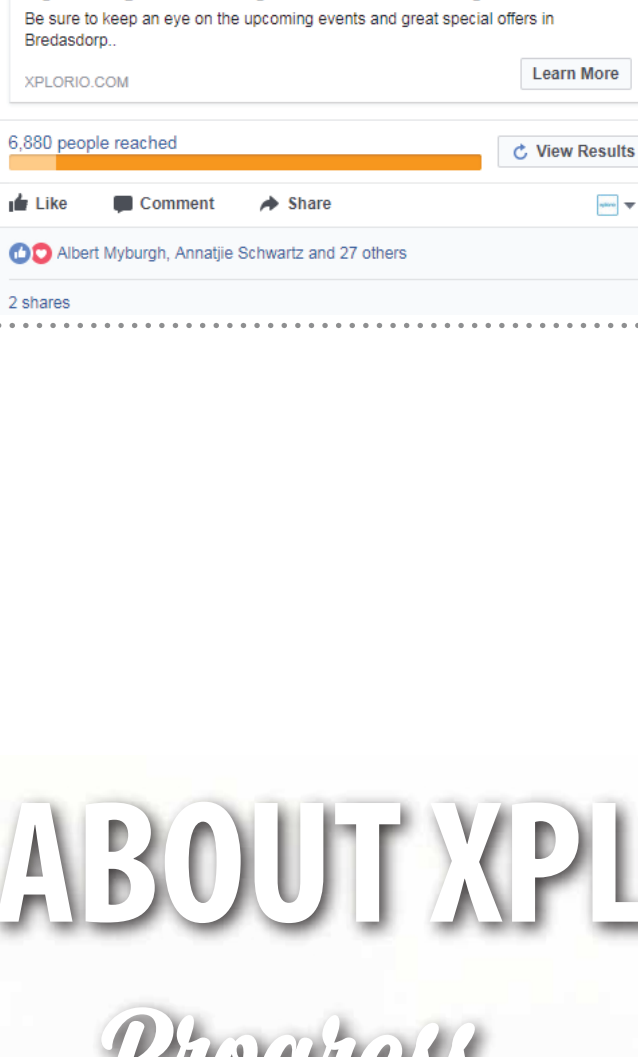 Be sure to keep an eye on the upcoming events and great special offers in
Bredasdorp..
XPLORIO.COM
Learn More
6,880 people reached
View Results
Like Comment Share
Albert Myburgh, Annatjie Schwartz and 27 others
2 shares
ABOUT XPL
Progress